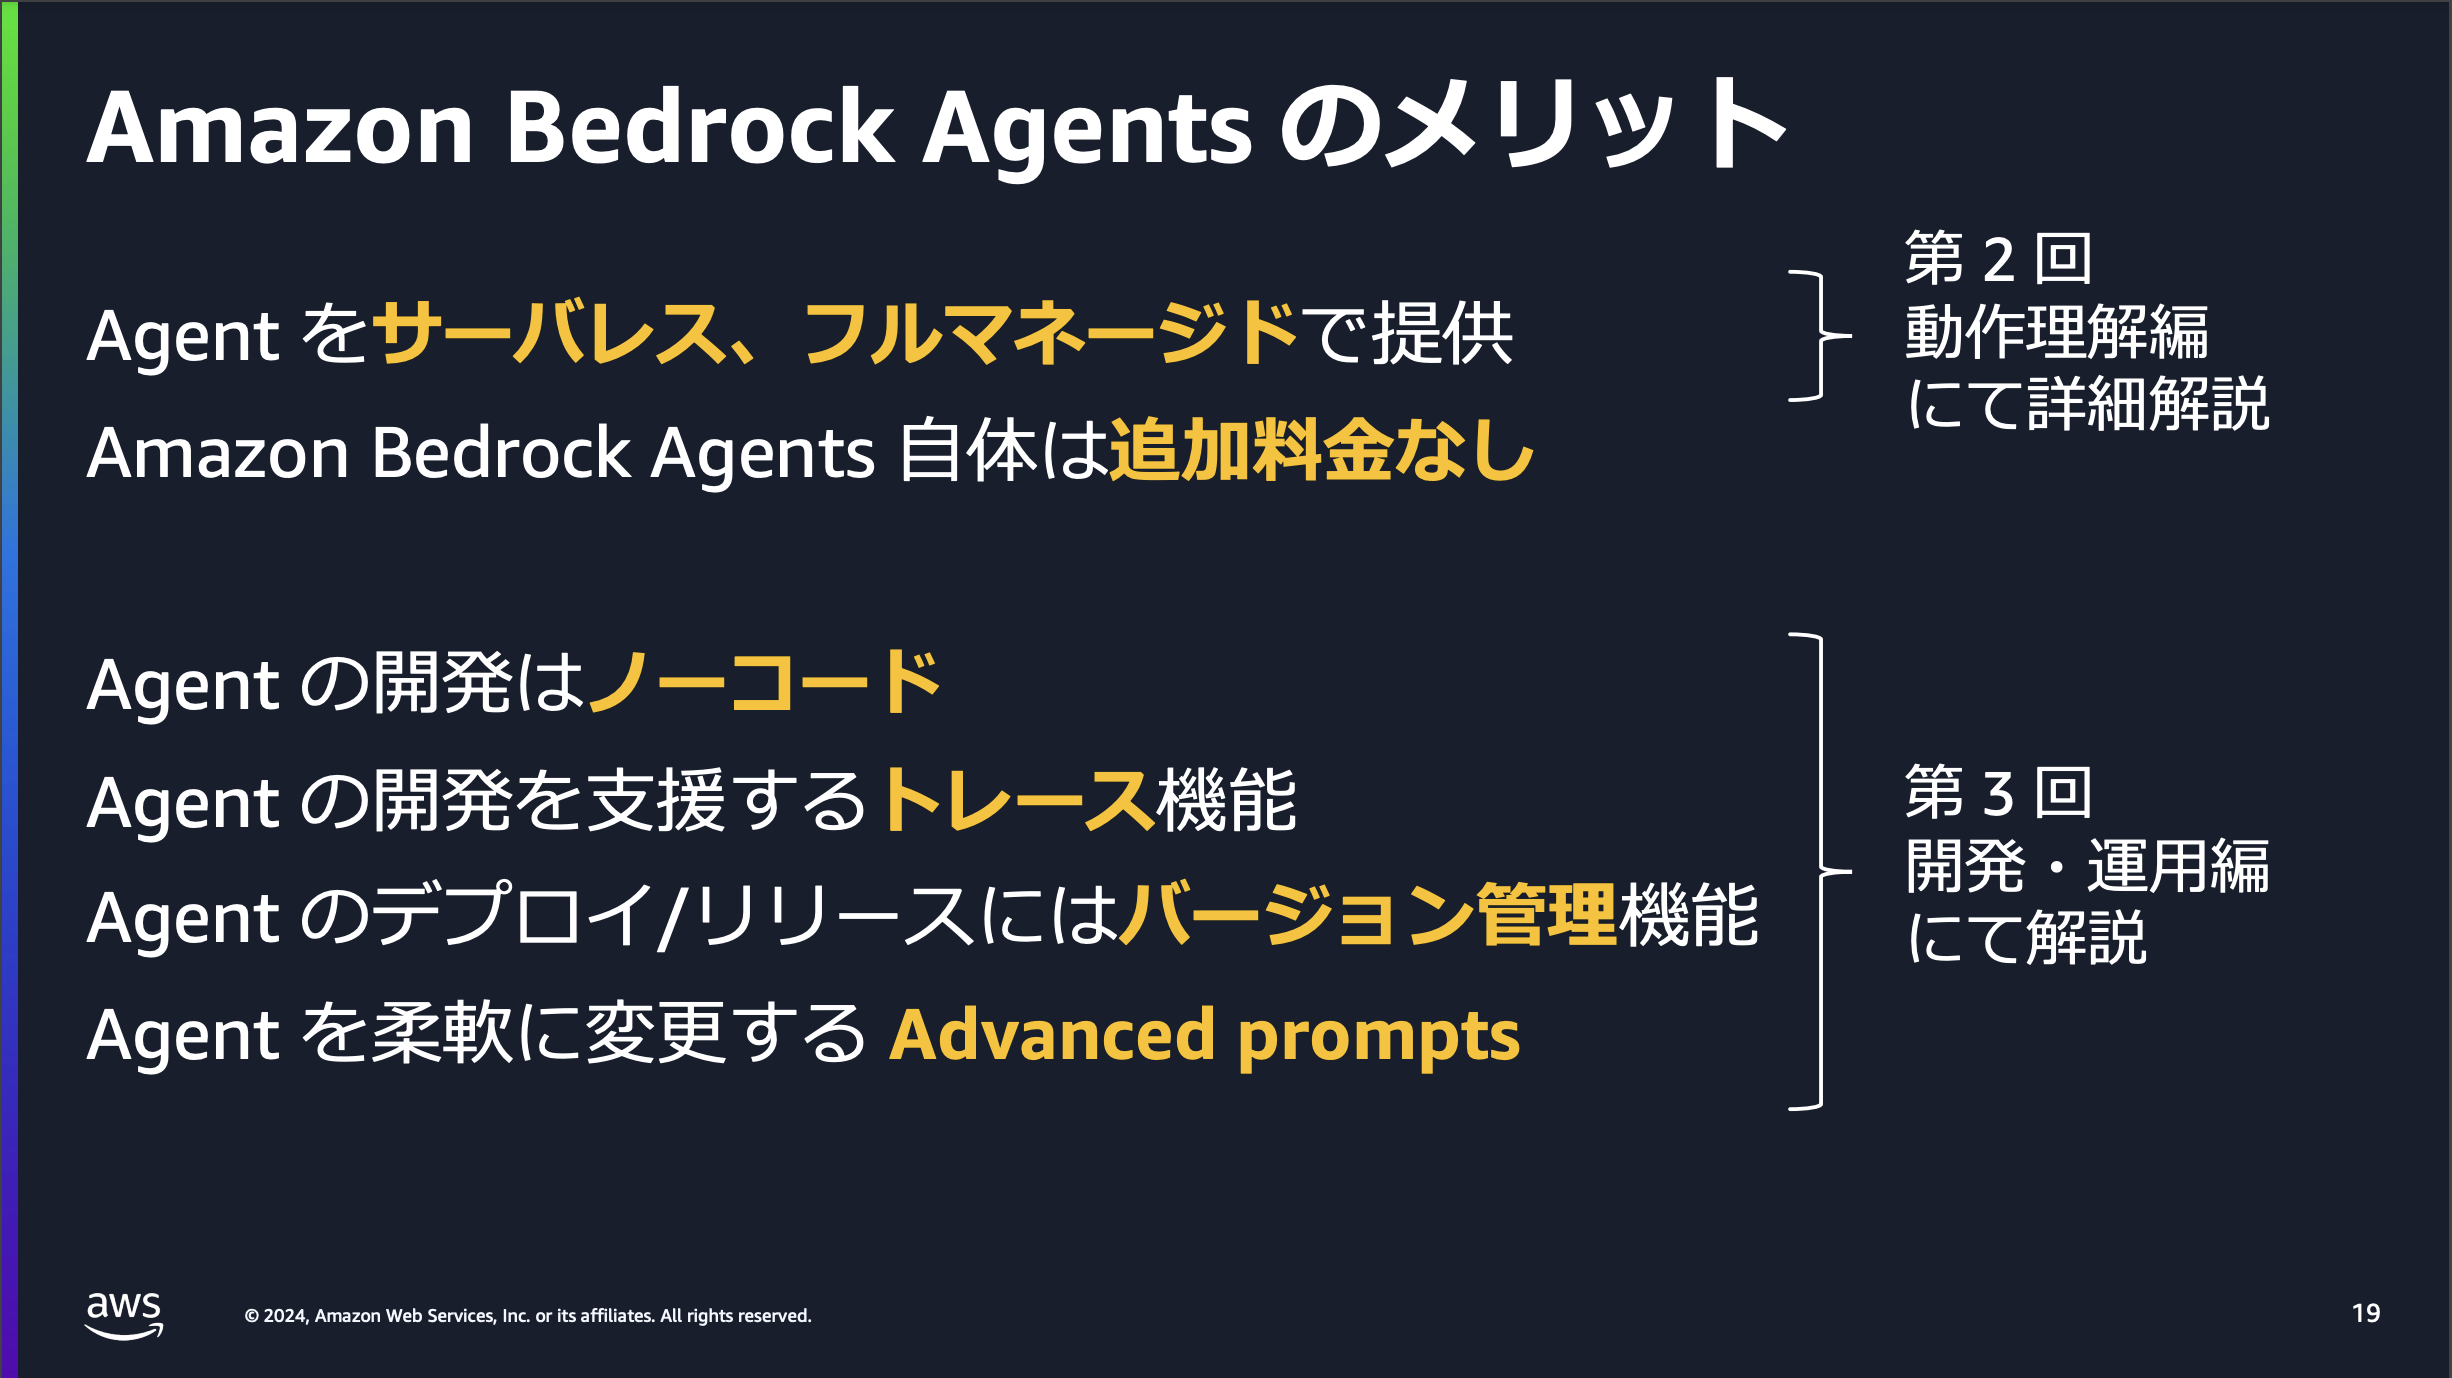 Amazon Bedrock Agents のメリット
Agent をサーバレス、フルマネージドで提供
Amazon Bedrock Agents 自体は追加料金なし
第 2 回
動作理解編
にて詳細解説
Agent の開発はノーコード
Agent の開発を支援するトレース機能
Agent のデプロイ/リリースにはバージョン管理機能
Agent を柔軟に変更する Advanced prompts
第 3 回
開発・運用編
にて解説
aws
© 2024, Amazon Web Services, Inc. or its affiliates. All rights reserved.
19